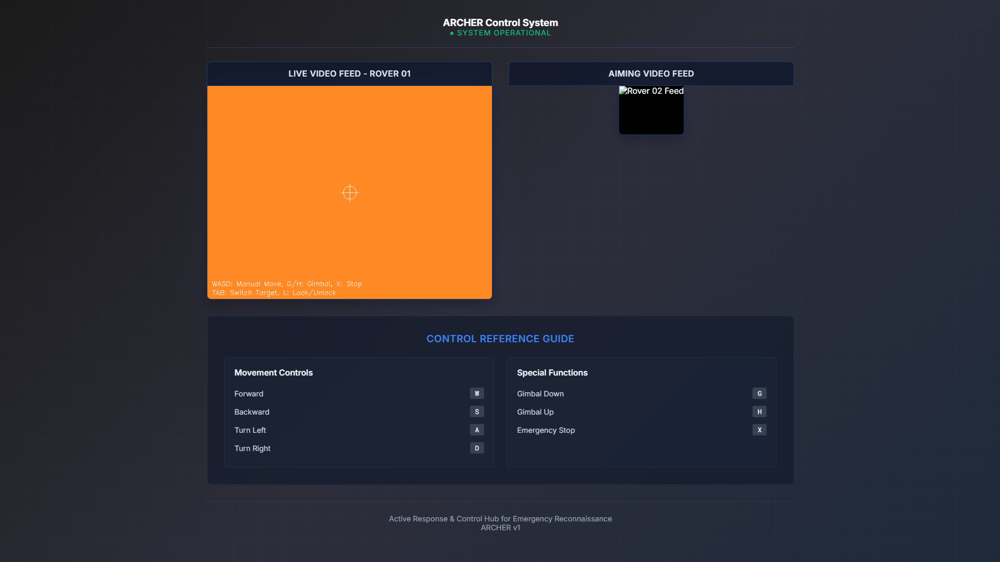 ARCHER Control System
● SYSTEM OPERATIONAL
LIVE VIDEO FEED - ROVER 01
AIMING VIDEO FEED
Rover 02 Feed
WASD: Manual Move, G/H: Gimbal, X: Stop
TAB: Switch Target, L: Lock/Unlock
CONTROL REFERENCE GUIDE
Movement Controls
Forward W
Backward S
Turn Left A
Turn Right D
Special Functions
Gimbal Down G
Gimbal Up H
Emergency Stop X
Active Response & Control Hub for Emergency Reconnaissance
ARCHER v1